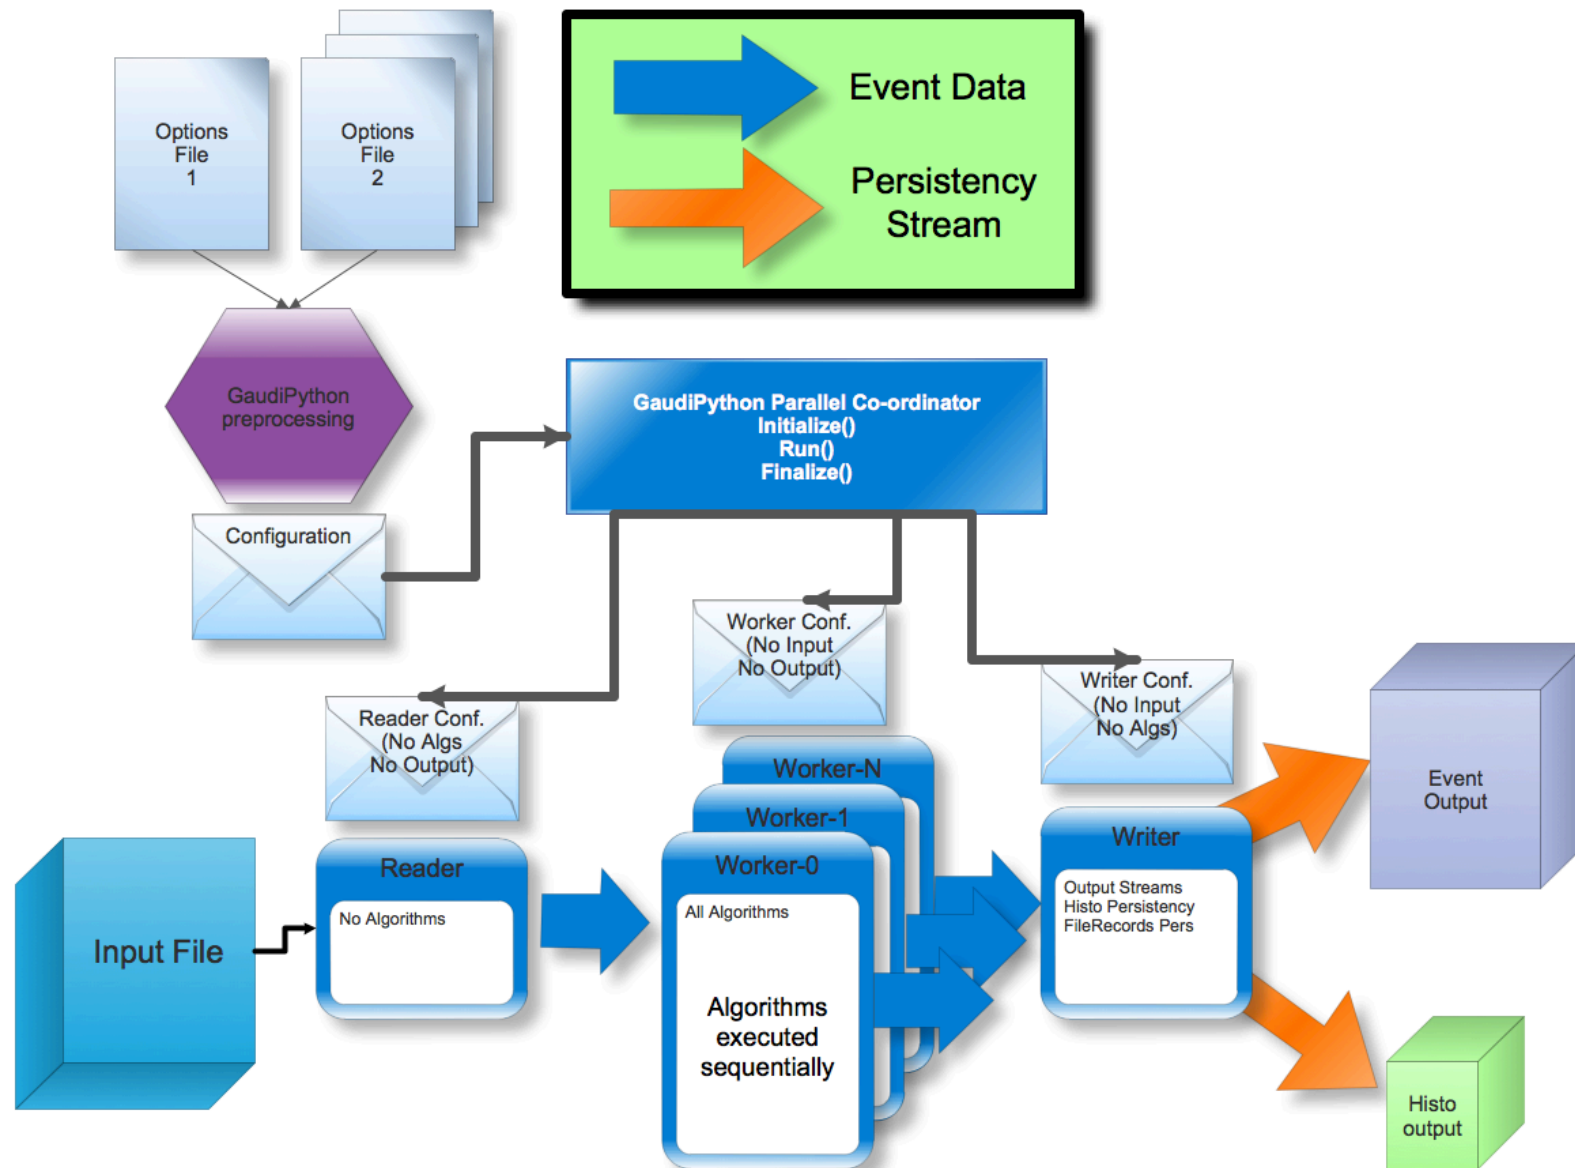 Options
File
1
Options
File
2
Event Data
Persistency
Stream
GaudiPython
preprocessing
GaudiPython Parallel Co-ordinator
Initialize()
Run()
Finalize()
Configuration
Worker Conf.
(No Input
No Output)
Writer Conf.
(No Input
No Algs)
Reader Conf.
(No Algs
No Output)
Event
Output
Worker-N
Worker-1
Worker-0
Writer
Reader
Output Streams
Histo Persistency
FileRecords Pers
No Algorithms
All Algorithms
Input File
Algorithms
executed
sequentially
Histo
output